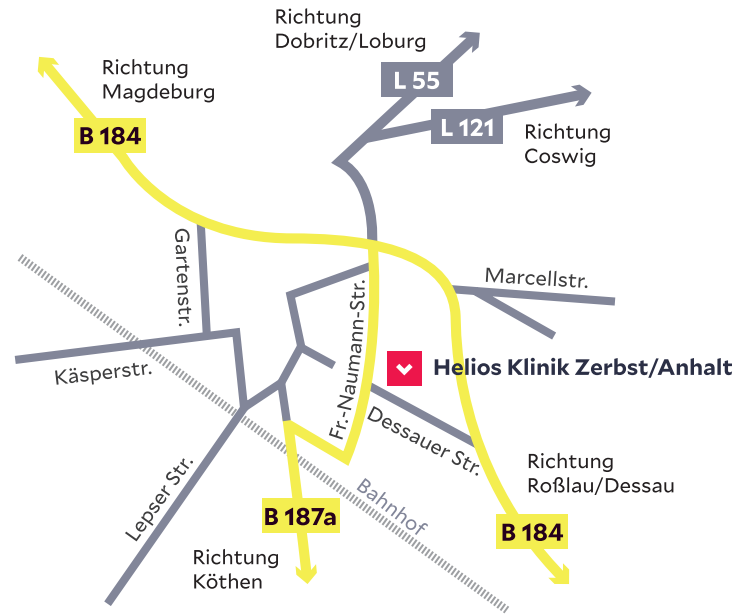 Richtung
Dobritz/Loburg
Richtung
Magdeburg
L 55
L 121
B 184
Richtung
Coswig
Gartenstr.
Marcellstr.
Fr.-Naumann-Str.
Käsperstr.
Helios Klinik Zerbst/Anhalt
Dessauer Str.
Lepser Str.
Bahnhof
Richtung
Roßlau/Dessau
B 187a
B 184
Richtung
Köthen